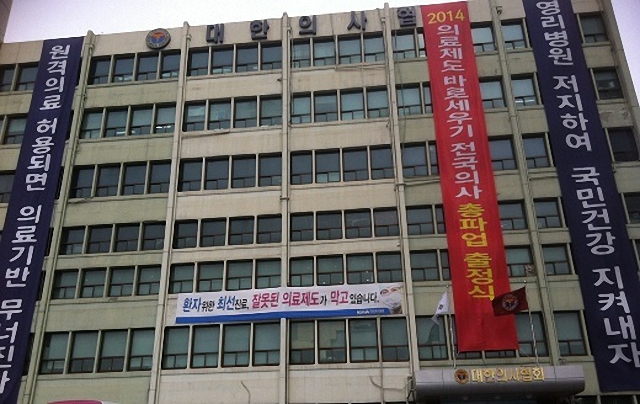 대한의사협
원격의료 허용되면 의료기반 무너진다
2014 의료제도바로세우기 전국의사 총파업 출정식
영리병원 저지하여 국민건강 지켜내자
환자위한 최선진료, 잘못된 의료제도가 막고있습니다.
대한의사협회